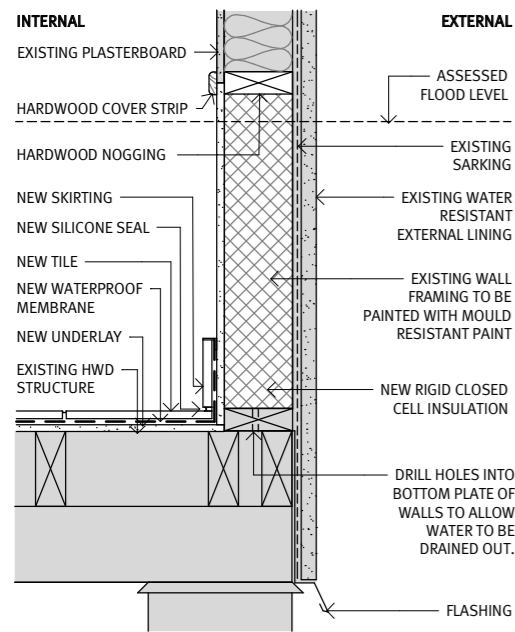 INTERNAL
EXISTING PLASTERBOARD
HARDWOOD COVER STRIP
HARDWOOD NOGGING
NEW SKIRTING
NEW SILICONE SEAL
NEW TILE
NEW WATERPROOF
MEMBRANE
NEW UNDERLAY
EXISTING HWD
STRUCTURE
EXTERNAL
ASSESSED
FLOOD LEVEL
EXISTING
SARKING
EXISTING WATER
RESISTANT
EXTERNAL LINING
EXISTING WALL
FRAMING TO BE
PAINTED WITH MOULD
RESISTANT PAINT
NEW RIGID CLOSED
CELL INSULATION
DRILL HOLES INTO
BOTTOM PLATE OF
WALLS TO ALLOW
WATER TO BE
DRAINED OUT.
FLASHING